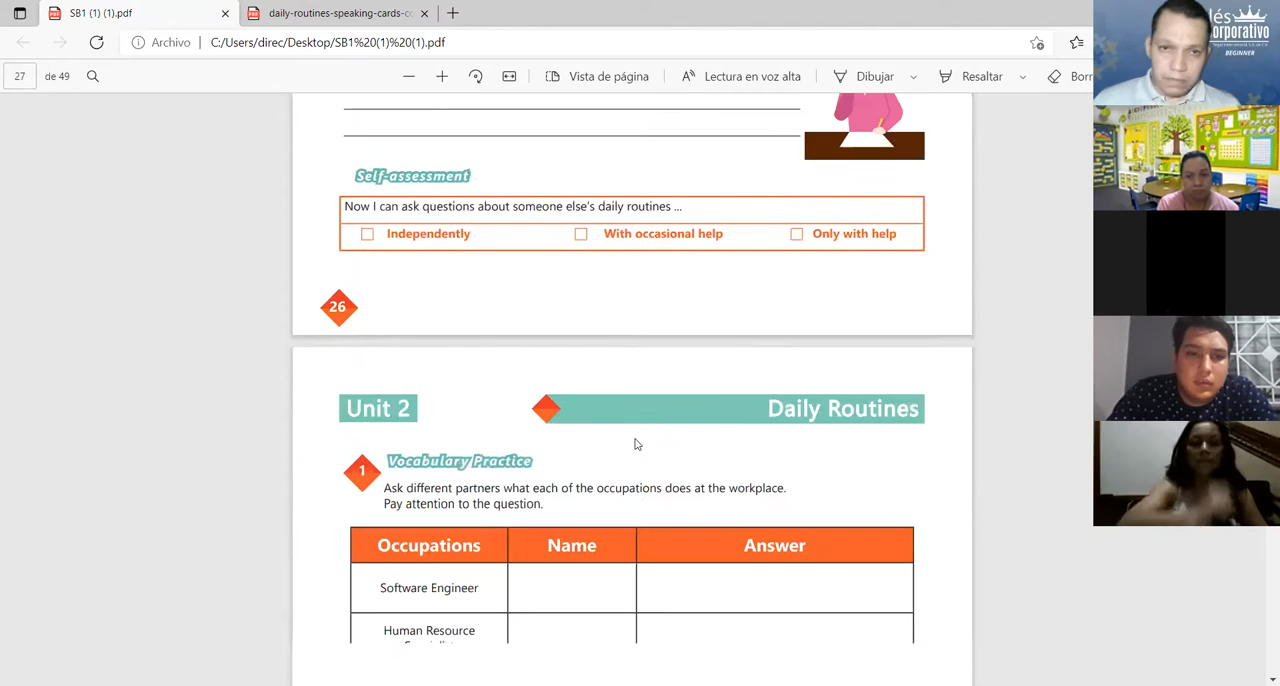 SB1 (1) (1).pdf
daily-routines-speaking-cards-c
Archivo | C:/Users/direc/Desktop/SB1%20(1)%20(1).pdf
27 de 49
Vista de página
Lectura en voz alta
Dibujar
Resaltar
Borr
Self-assessment
Now I can ask questions about someone else's daily routines ...
Independently
With occasional help
Only with help
26
Unit 2
Daily Routines
1
Vocabulary Practice
Ask different partners what each of the occupations does at the workplace.
Pay attention to the question.
Occupations Name Answer
Software Engineer
Human Resource
lés
orporativo
BEGINNER